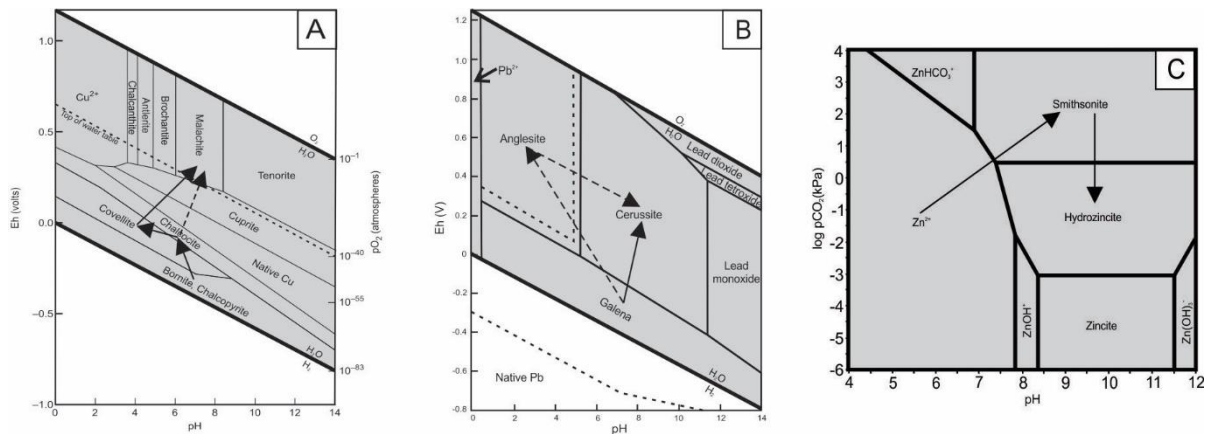 A
1.0
0.5
0.0
−0.5
−1.0
Eh (volts)
0
2
4
6
8
10
12
14
pH
Cu²⁺
Chalcanthite
Antlerite
Brochantite
Malachite
Tenorite
Top of water table
Covellite
Chalcocite
Cuprite
Native Cu
Bornite, Chalcopyrite
O₂
H₂O
H₂O
H₂
10⁻¹
10⁻⁴⁰
10⁻⁵⁵
10⁻⁸³
pO₂ (atmospheres)
B
1.2
1.0
0.8
0.6
0.4
0.2
0
-0.2
-0.4
-0.6
-0.8
Eh (V)
0
2
4
6
8
10
12
14
pH
Pb²⁺
Anglesite
Cerussite
Galena
O₂
H₂O
Lead dioxide
Lead tetroxide
Lead
monoxide
H₂O
H₂
Native Pb
C
4
3
2
1
0
-1
-2
-3
-4
-5
-6
log pCO₂(kPa)
4
5
6
7
8
9
10
11
12
pH
ZnHCO₃⁺
Smithsonite
Zn²⁺
Hydrozincite
ZnOH⁺
Zincite
Zn(OH)₃⁻